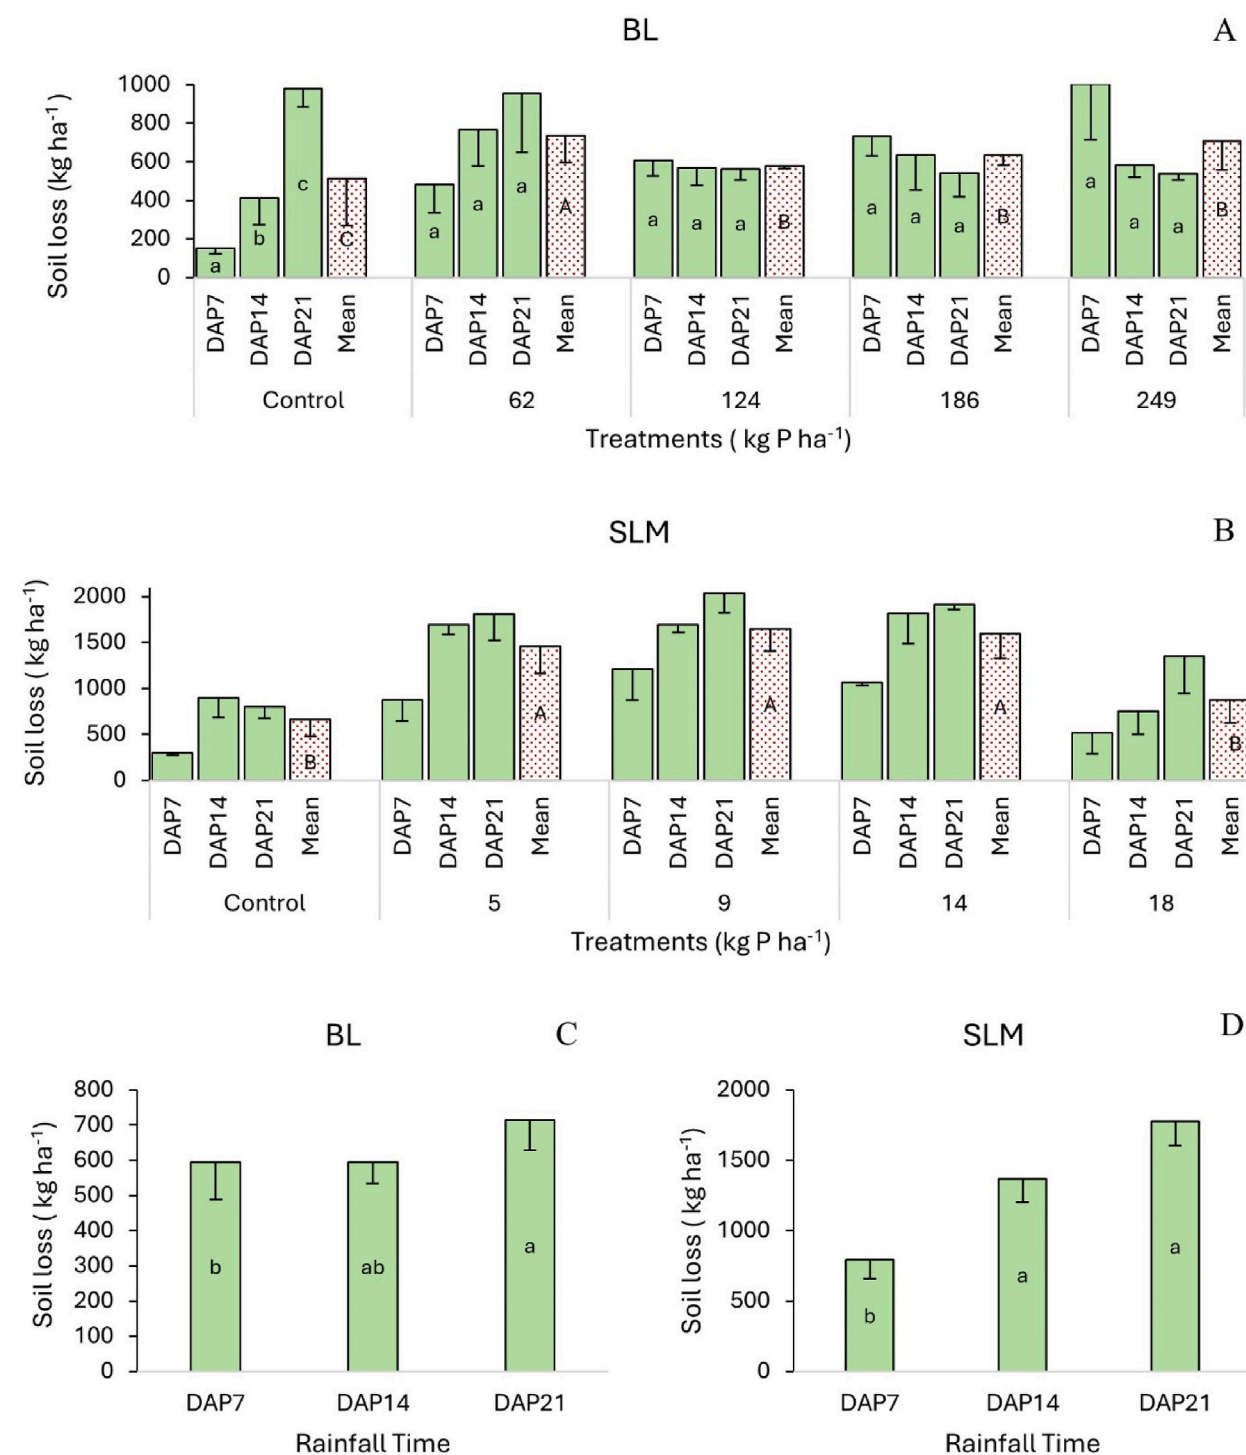 BL
A
Soil loss (kg ha⁻¹ )
1000
800
600
400
200
0
a b c C a a a A a a a B a a a B a a a B
DAP7 DAP14 DAP21 Mean DAP7 DAP14 DAP21 Mean DAP7 DAP14 DAP21 Mean DAP7 DAP14 DAP21 Mean DAP7 DAP14 DAP21 Mean
Control 62 124 186 249
Treatments ( kg P ha⁻¹)
SLM
B
Soil loss ( kg ha⁻¹)
2000
1500
1000
500
0
B A A A B
DAP7 DAP14 DAP21 Mean DAP7 DAP14 DAP21 Mean DAP7 DAP14 DAP21 Mean DAP7 DAP14 DAP21 Mean DAP7 DAP14 DAP21 Mean
Control 5 9 14 18
Treatments (kg P ha⁻¹)
BL
C
Soil loss ( kg ha⁻¹)
800
700
600
500
400
300
200
100
0
b ab a
DAP7 DAP14 DAP21
Rainfall Time
SLM
D
Soil loss ( kg ha⁻¹)
2000
1500
1000
500
0
b a a
DAP7 DAP14 DAP21
Rainfall Time